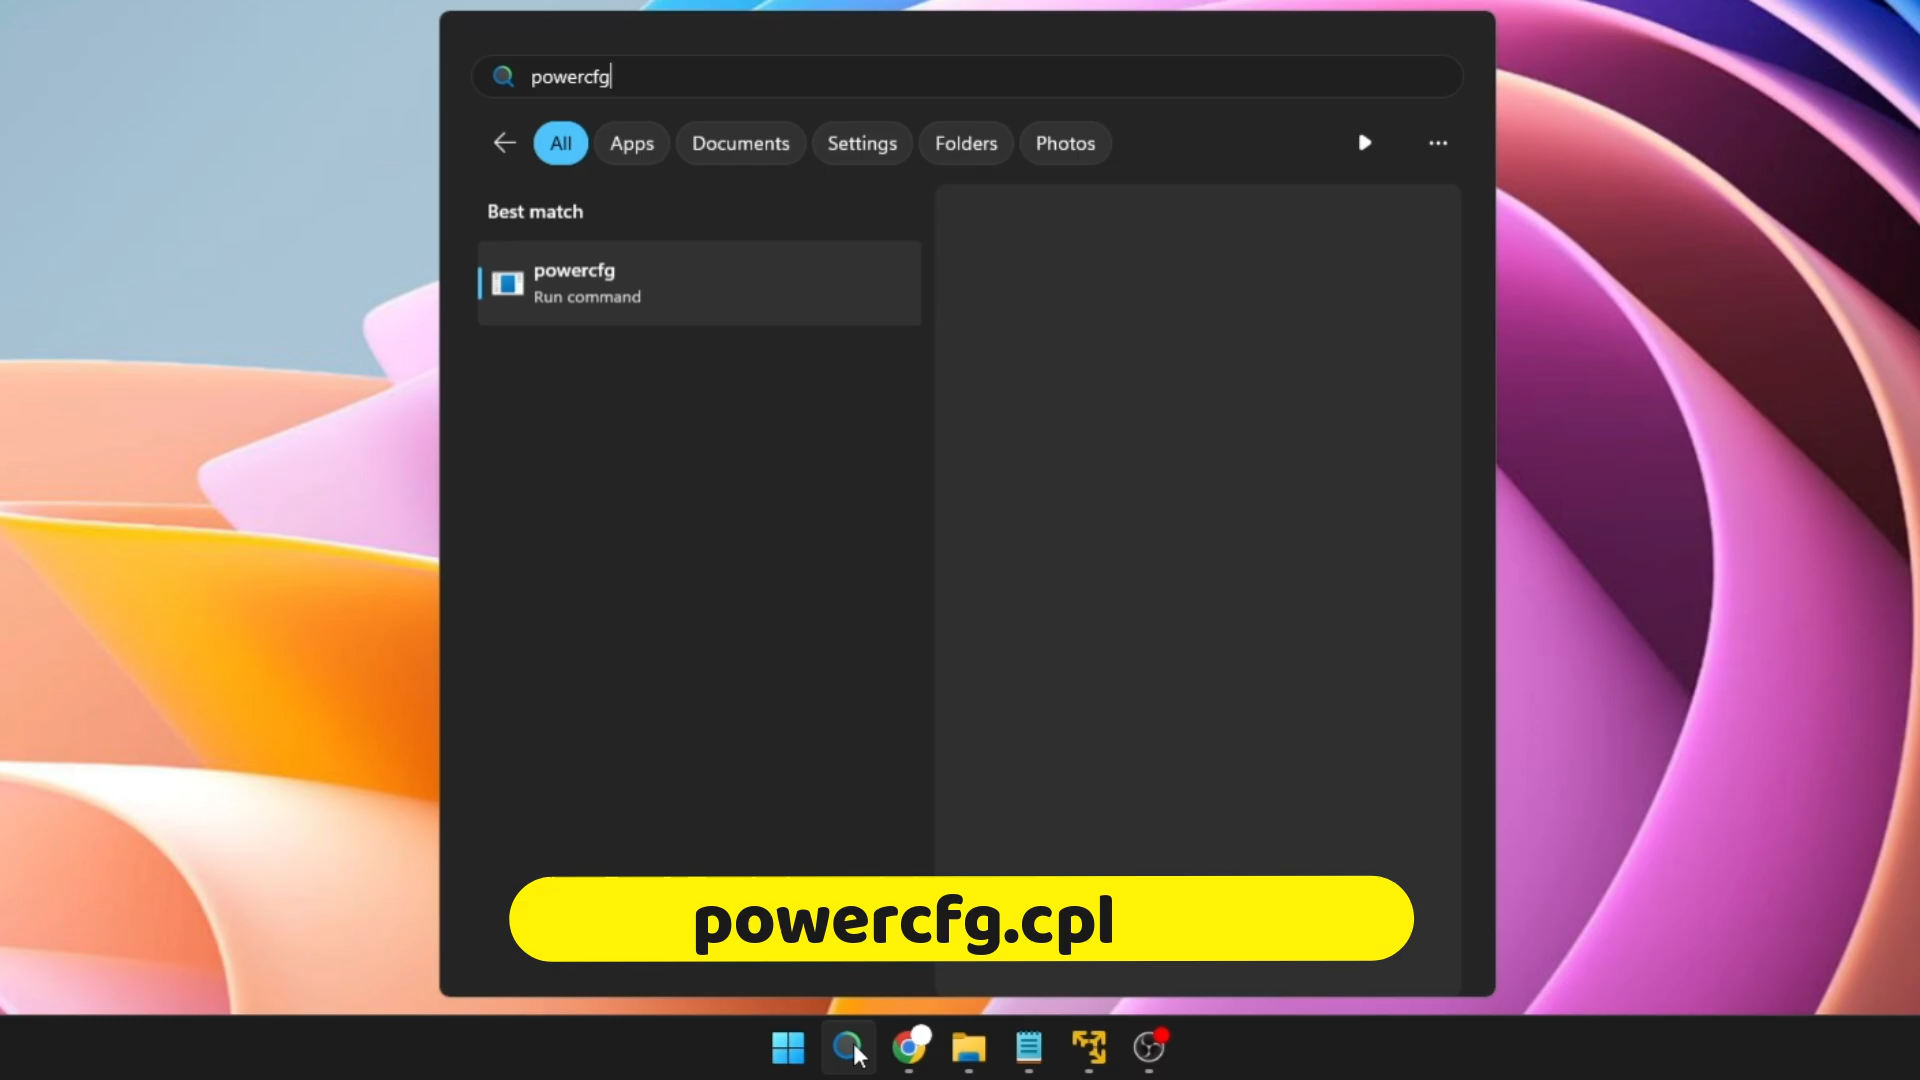 powercfg
All Apps Documents Settings Folders Photos
Best match
powercfg
Run command
powercfg.cpl